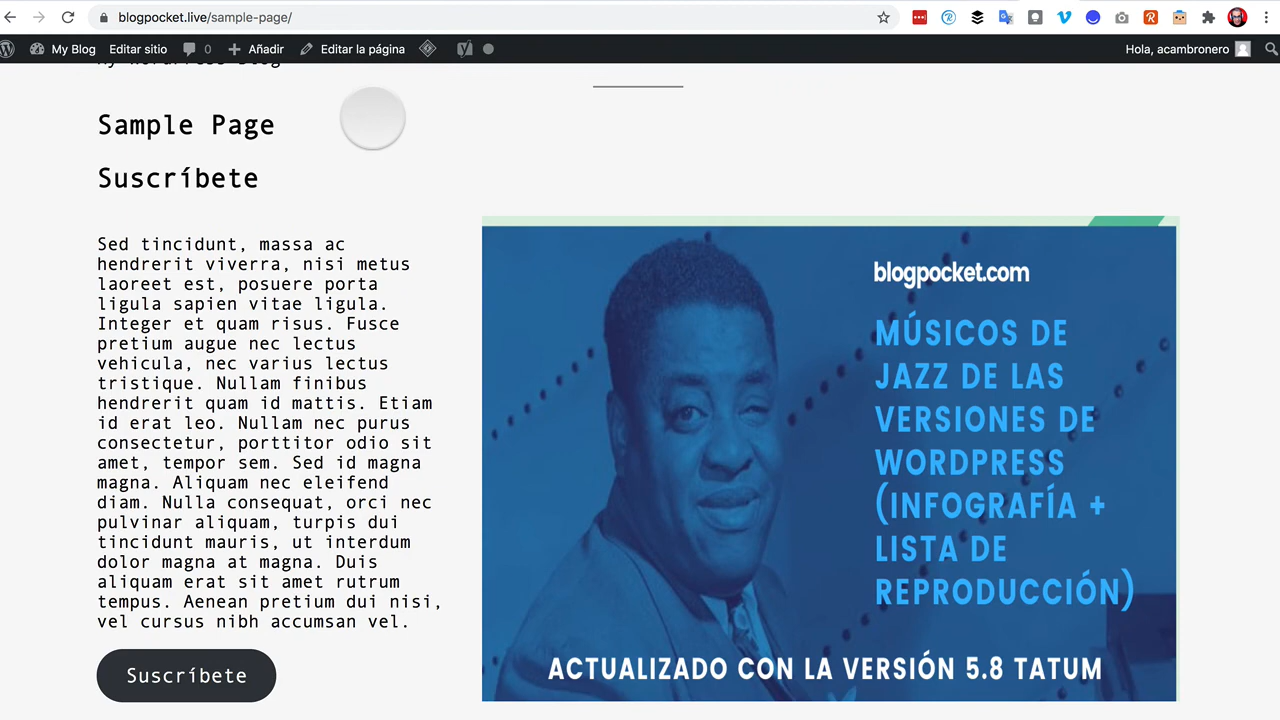 blogpocket.live/sample-page/
My Blog Editar sitio 0 Añadir Editar la página Hola, acambronero
My WordPress Blog
Sample Page
Suscríbete
Sed tincidunt, massa ac
hendrerit viverra, nisi metus
laoreet est, posuere porta
ligula sapien vitae ligula.
Integer et quam risus. Fusce
pretium augue nec lectus
vehicula, nec varius lectus
tristique. Nullam finibus
hendrerit quam id mattis. Etiam
id erat leo. Nullam nec purus
consectetur, porttitor odio sit
amet, tempor sem. Sed id magna
magna. Aliquam nec eleifend
diam. Nulla consequat, orci nec
pulvinar aliquam, turpis dui
tincidunt mauris, ut interdum
dolor magna at magna. Duis
aliquam erat sit amet rutrum
tempus. Aenean pretium dui nisi,
vel cursus nibh accumsan vel.
Suscríbete
blogpocket.com
MÚSICOS DE
JAZZ DE LAS
VERSIONES DE
WORDPRESS
(INFOGRAFÍA +
LISTA DE
REPRODUCCIÓN)
ACTUALIZADO CON LA VERSIÓN 5.8 TATUM